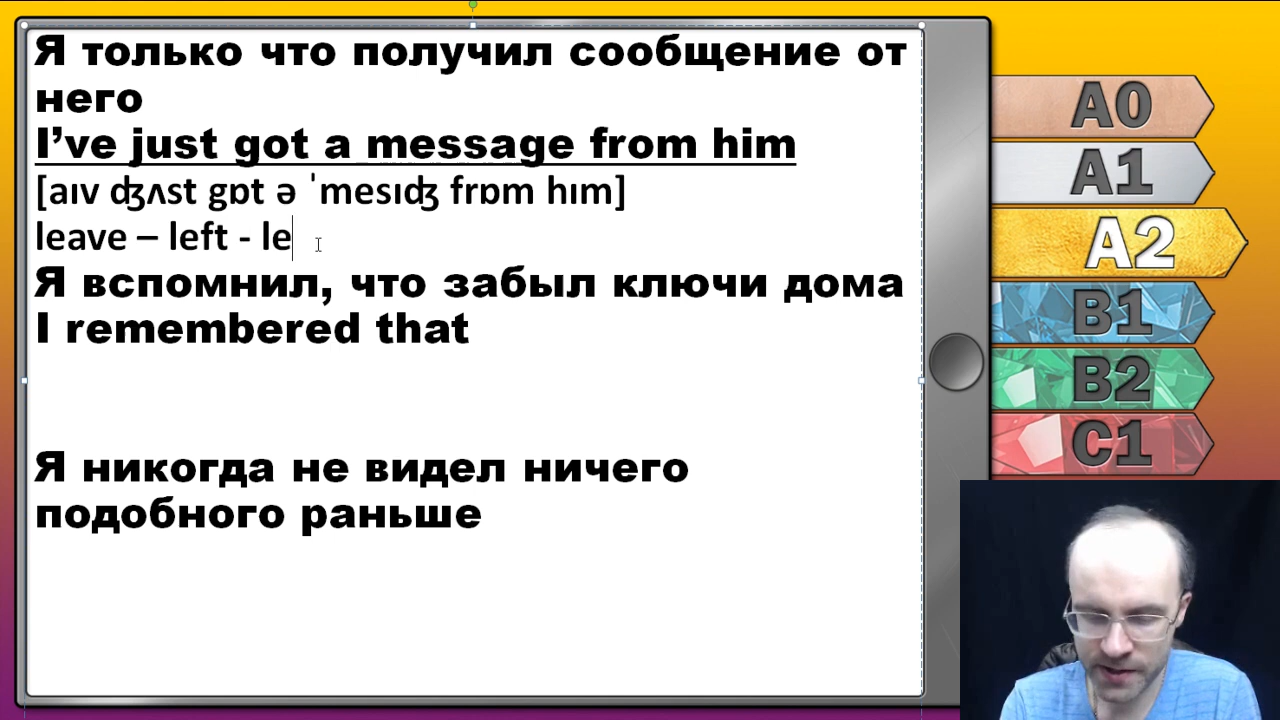 Я только что получил сообщение от
него
I’ve just got a message from him
[aɪv ʤʌst gɒt ə ˈmesɪʤ frɒm hɪm]
leave – left - le
Я вспомнил, что забыл ключи дома
I remembered that
Я никогда не видел ничего
подобного раньше
A0
A1
A2
B1
B2
C1